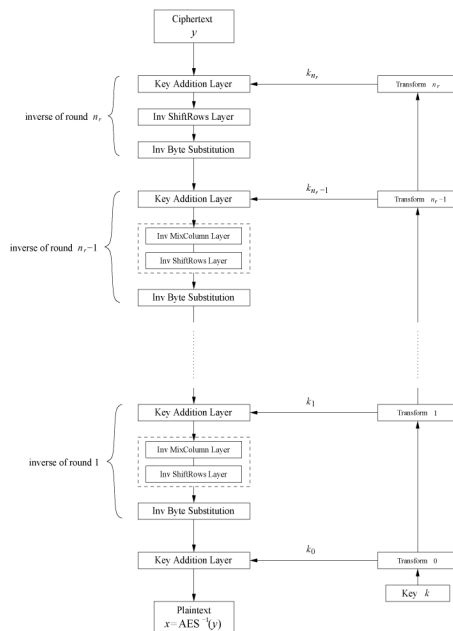 Ciphertext
y
Key Addition Layer
k_{n_r}
Transform n_r
inverse of round n_r
Inv ShiftRows Layer
Inv Byte Substitution
Key Addition Layer
k_{n_r−1}
Transform n_r−1
inverse of round n_r−1
Inv MixColumn Layer
Inv ShiftRows Layer
Inv Byte Substitution
Key Addition Layer
k_1
Transform 1
inverse of round 1
Inv MixColumn Layer
Inv ShiftRows Layer
Inv Byte Substitution
Key Addition Layer
k_0
Transform 0
Key k
Plaintext
x=AES^{−1}(y)